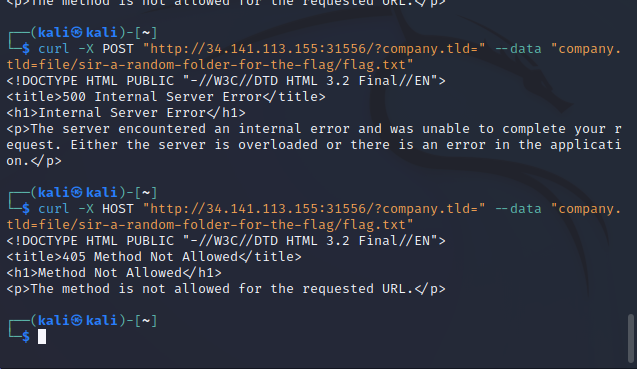 <p>The method is not allowed for the requested URL.</p>
┌──(kali㉿kali)-[~]
└─$ curl -X POST "http://34.141.113.155:31556/?company.tld=" --data "company.
tld=file/sir-a-random-folder-for-the-flag/flag.txt"
<!DOCTYPE HTML PUBLIC "-//W3C//DTD HTML 3.2 Final//EN">
<title>500 Internal Server Error</title>
<h1>Internal Server Error</h1>
<p>The server encountered an internal error and was unable to complete your r
equest. Either the server is overloaded or there is an error in the applicati
on.</p>
┌──(kali㉿kali)-[~]
└─$ curl -X HOST "http://34.141.113.155:31556/?company.tld=" --data "company.
tld=file/sir-a-random-folder-for-the-flag/flag.txt"
<!DOCTYPE HTML PUBLIC "-//W3C//DTD HTML 3.2 Final//EN">
<title>405 Method Not Allowed</title>
<h1>Method Not Allowed</h1>
<p>The method is not allowed for the requested URL.</p>
┌──(kali㉿kali)-[~]
└─$